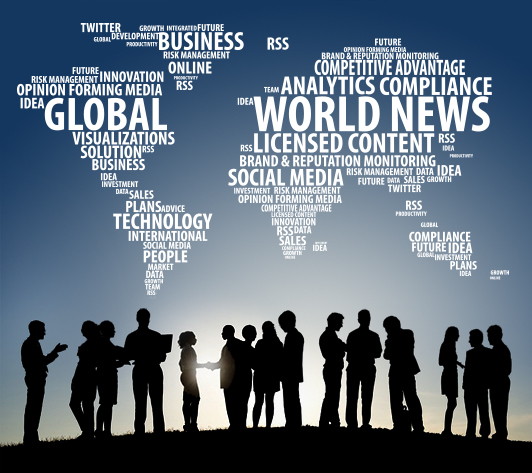 TWITTER
GROWTH INTEGRATED FUTURE
GLOBAL DEVELOPMENT
PRODUCTIVITY
BUSINESS
RSS
RISK MANAGEMENT
ONLINE
PRODUCTIVITY
RSS
FUTURE
RISK MANAGEMENT INNOVATION
OPINION FORMING MEDIA
IDEA
GLOBAL
VISUALIZATIONS
SOLUTION RSS
BUSINESS
IDEA
INVESTMENT
DATA SALES
PLANS ADVICE
TECHNOLOGY
INTERNATIONAL
SOCIAL MEDIA
PEOPLE
MARKET
DATA
GROWTH
TEAM
RSS
FUTURE
OPINION FORMING MEDIA
BRAND & REPUTATION MONITORING
COMPETITIVE ADVANTAGE
TEAM ANALYTICS COMPLIANCE
IDEA WORLD NEWS
RSS LICENSED CONTENT RSS
IDEA
PRODUCTIVITY
BRAND & REPUTATION MONITORING
SOCIAL MEDIA RISK MANAGEMENT DATA IDEA
FUTURE DATA SALES GROWTH
TWITTER
INVESTMENT RISK MANAGEMENT
OPINION FORMING MEDIA
COMPETITIVE ADVANTAGE
LICENSED CONTENT
INNOVATION
RSS DATA
SALES
COMPLIANCE
GROWTH
ONLINE
IDEA
RSS
PRODUCTIVITY
GLOBAL
COMPLIANCE
FUTURE IDEA
GLOBAL INVESTMENT
PLANS
IDEA
GROWTH
ONLINE